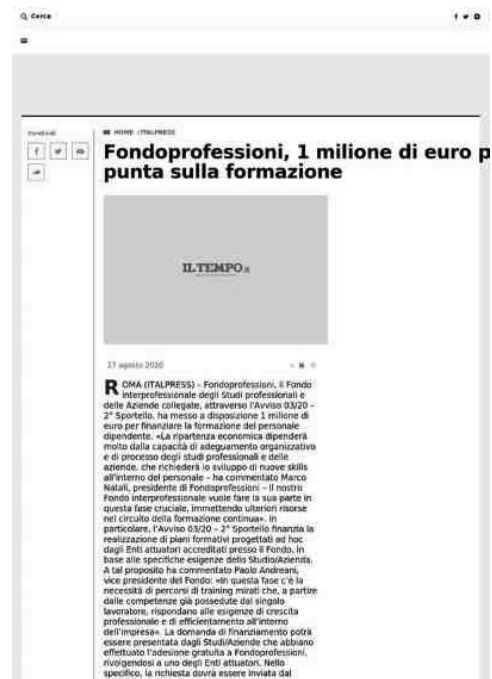 Cerca
Condividi
HOME / ITALPRESS
Fondoprofessioni, 1 milione di euro p
punta sulla formazione
IL TEMPO.it
27 agosto 2020
ROMA (ITALPRESS) – Fondoprofessioni, il Fondo
interprofessionale degli Studi professionali e
delle Aziende collegate, attraverso l'Avviso 03/20 –
2° Sportello, ha messo a disposizione 1 milione di
euro per finanziare la formazione del personale
dipendente. «La ripartenza economica dipenderà
molto dalla capacità di adeguamento organizzativo
e di processo degli studi professionali e delle
aziende, che richiederà lo sviluppo di nuove skills
all'interno del personale – ha commentato Marco
Natali, presidente di Fondoprofessioni – Il nostro
Fondo interprofessionale vuole fare la sua parte in
questa fase cruciale, immettendo ulteriori risorse
nel circuito della formazione continua». In
particolare, l'Avviso 03/20 – 2° Sportello finanzia la
realizzazione di piani formativi progettati ad hoc
dagli Enti attuatori accreditati presso il Fondo, in
base alle specifiche esigenze dello Studio/Azienda.
A tal proposito ha commentato Paolo Andreani,
vice presidente del Fondo: «In questa fase c'è la
necessità di percorsi di training mirati che, a partire
dalle competenze già possedute dal singolo
lavoratore, rispondano alle esigenze di crescita
professionale e di efficientamento all'interno
dell'impresa». La domanda di finanziamento potrà
essere presentata dagli Studi/Aziende che abbiano
effettuato l'adesione gratuita a Fondoprofessioni,
rivolgendosi a uno degli Enti attuatori. Nello
specifico, la richiesta dovrà essere inviata dal